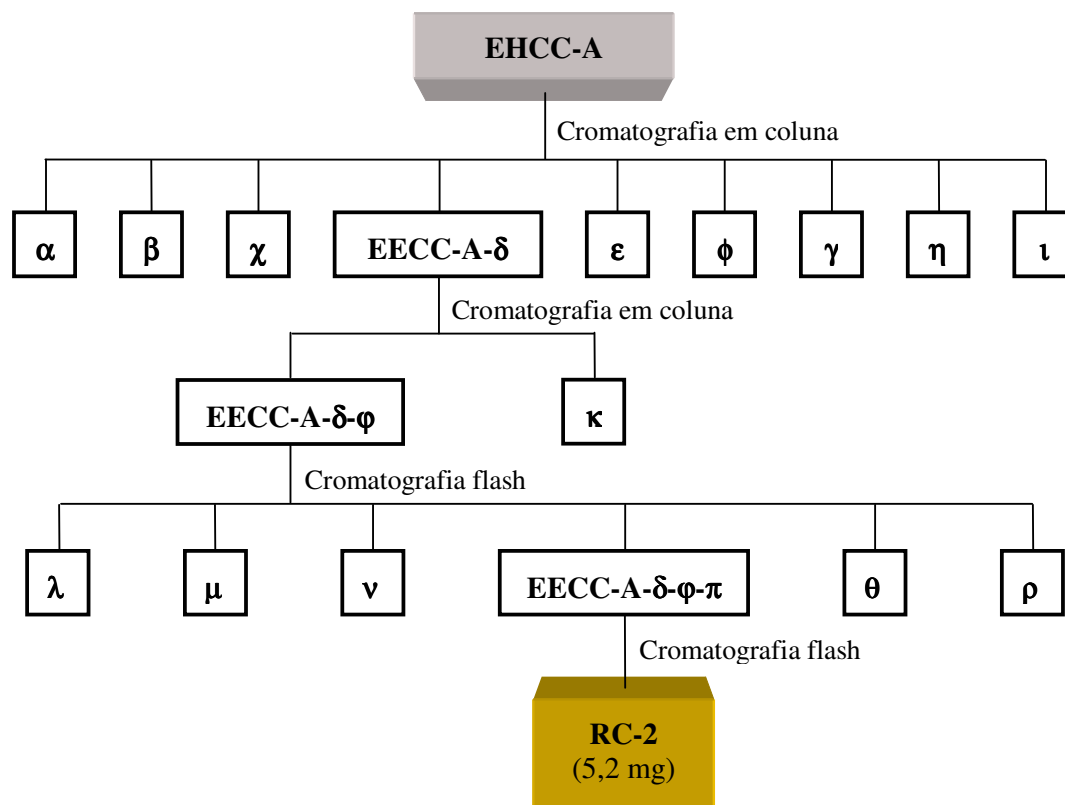 EHCC-A
Cromatografia em coluna
α β χ EECC-A-δ ε ϕ γ η ι
Cromatografia em coluna
EECC-A-δ-φ κ
Cromatografia flash
λ μ ν EECC-A-δ-φ-π θ ρ
Cromatografia flash
RC-2
(5,2 mg)